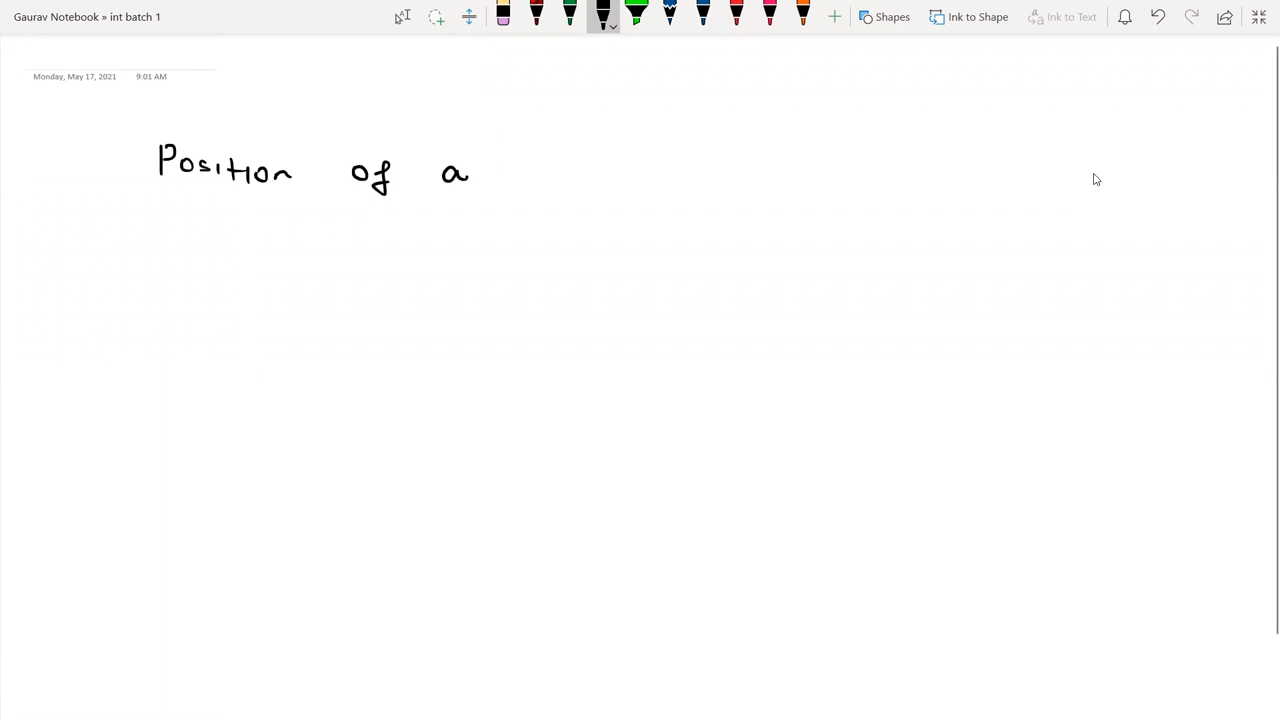 Gaurav Notebook » int batch 1
Shapes Ink to Shape Ink to Text
Monday, May 17, 2021 9:01 AM
Position of a